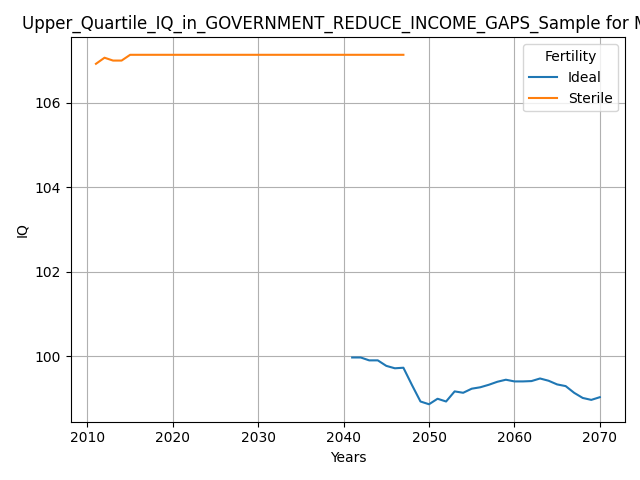 Upper_Quartile_IQ_in_GOVERNMENT_REDUCE_INCOME_GAPS_Sample for M
Fertility
Ideal
Sterile
IQ
106
104
102
100
2010
2020
2030
2040
2050
2060
2070
Years